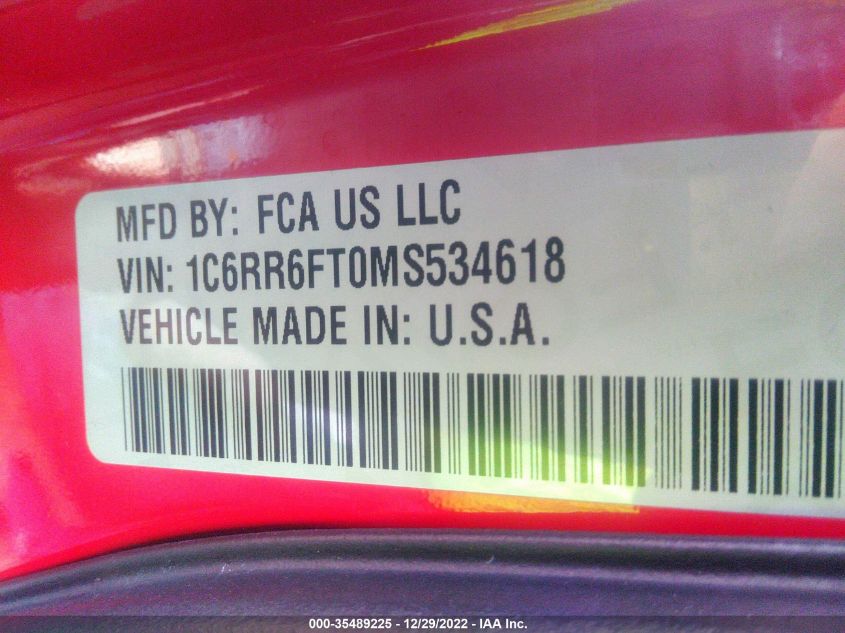 MFD BY: FCA US LLC
VIN: 1C6RR6FT0MS534618
VEHICLE MADE IN: U.S.A.
000-35489225 - 12/29/2022 - IAA Inc.